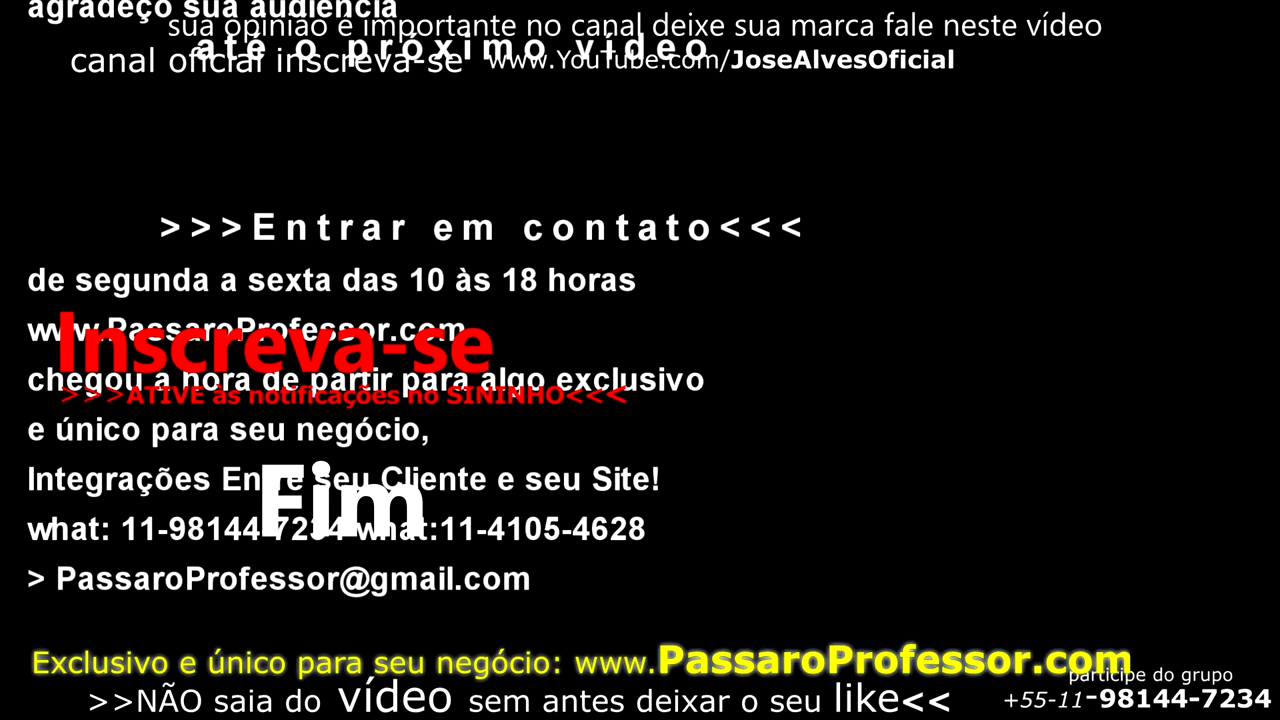 agradeço sua audiência
sua opinião é importante no canal deixe sua marca fale neste vídeo
até o próximo vídeo
canal oficial inscreva-se www.YouTube.com/JoseAlvesOficial
>>>Entrar em contato<<<
de segunda a sexta das 10 às 18 horas
www.PassaroProfessor.com
Inscreva-se
chegou a hora de partir para algo exclusivo
>>>ATIVE às notificações no SININHO<<<
e único para seu negócio,
Integrações Entre seu Cliente e seu Site!
Fim
what: 11-98144-7234 what:11-4105-4628
> PassaroProfessor@gmail.com
Exclusivo e único para seu negócio: www.PassaroProfessor.com
participe do grupo
>>NÃO saia do vídeo sem antes deixar o seu like<<
+55-11-98144-7234